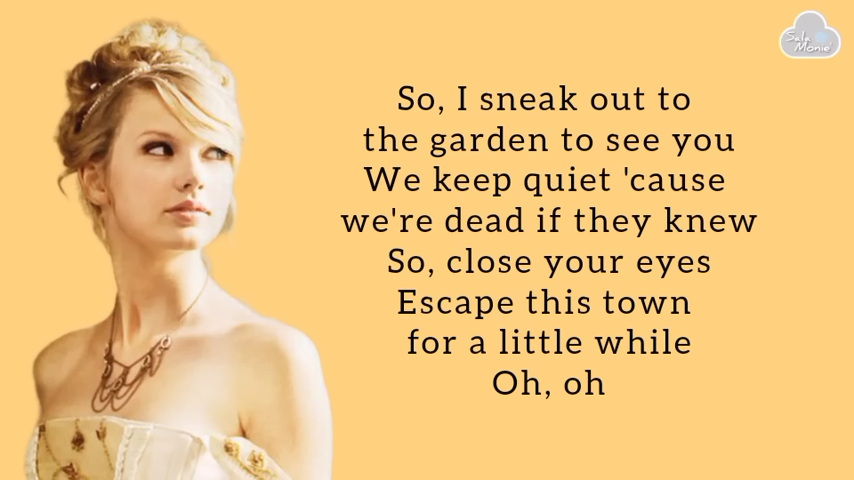 Sala
Monie
So, I sneak out to
the garden to see you
We keep quiet 'cause
we're dead if they knew
So, close your eyes
Escape this town
for a little while
Oh, oh